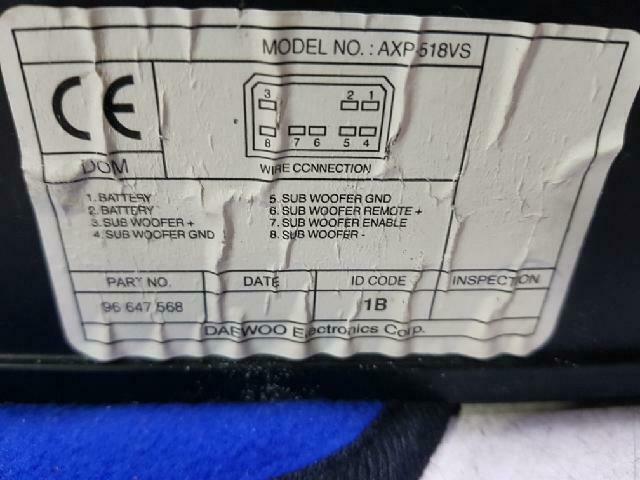 MODEL NO. : AXP-518VS
CE
3 2 1
8 7 6 5 4
DOM
WIRE CONNECTION
1. BATTERY
2. BATTERY
3. SUB WOOFER +
4. SUB WOOFER GND
5. SUB WOOFER GND
6. SUB WOOFER REMOTE +
7. SUB WOOFER ENABLE
8. SUB WOOFER -
PART NO. DATE ID CODE INSPECTION
96 647 568 1B
DAEWOO Electronics Corp.